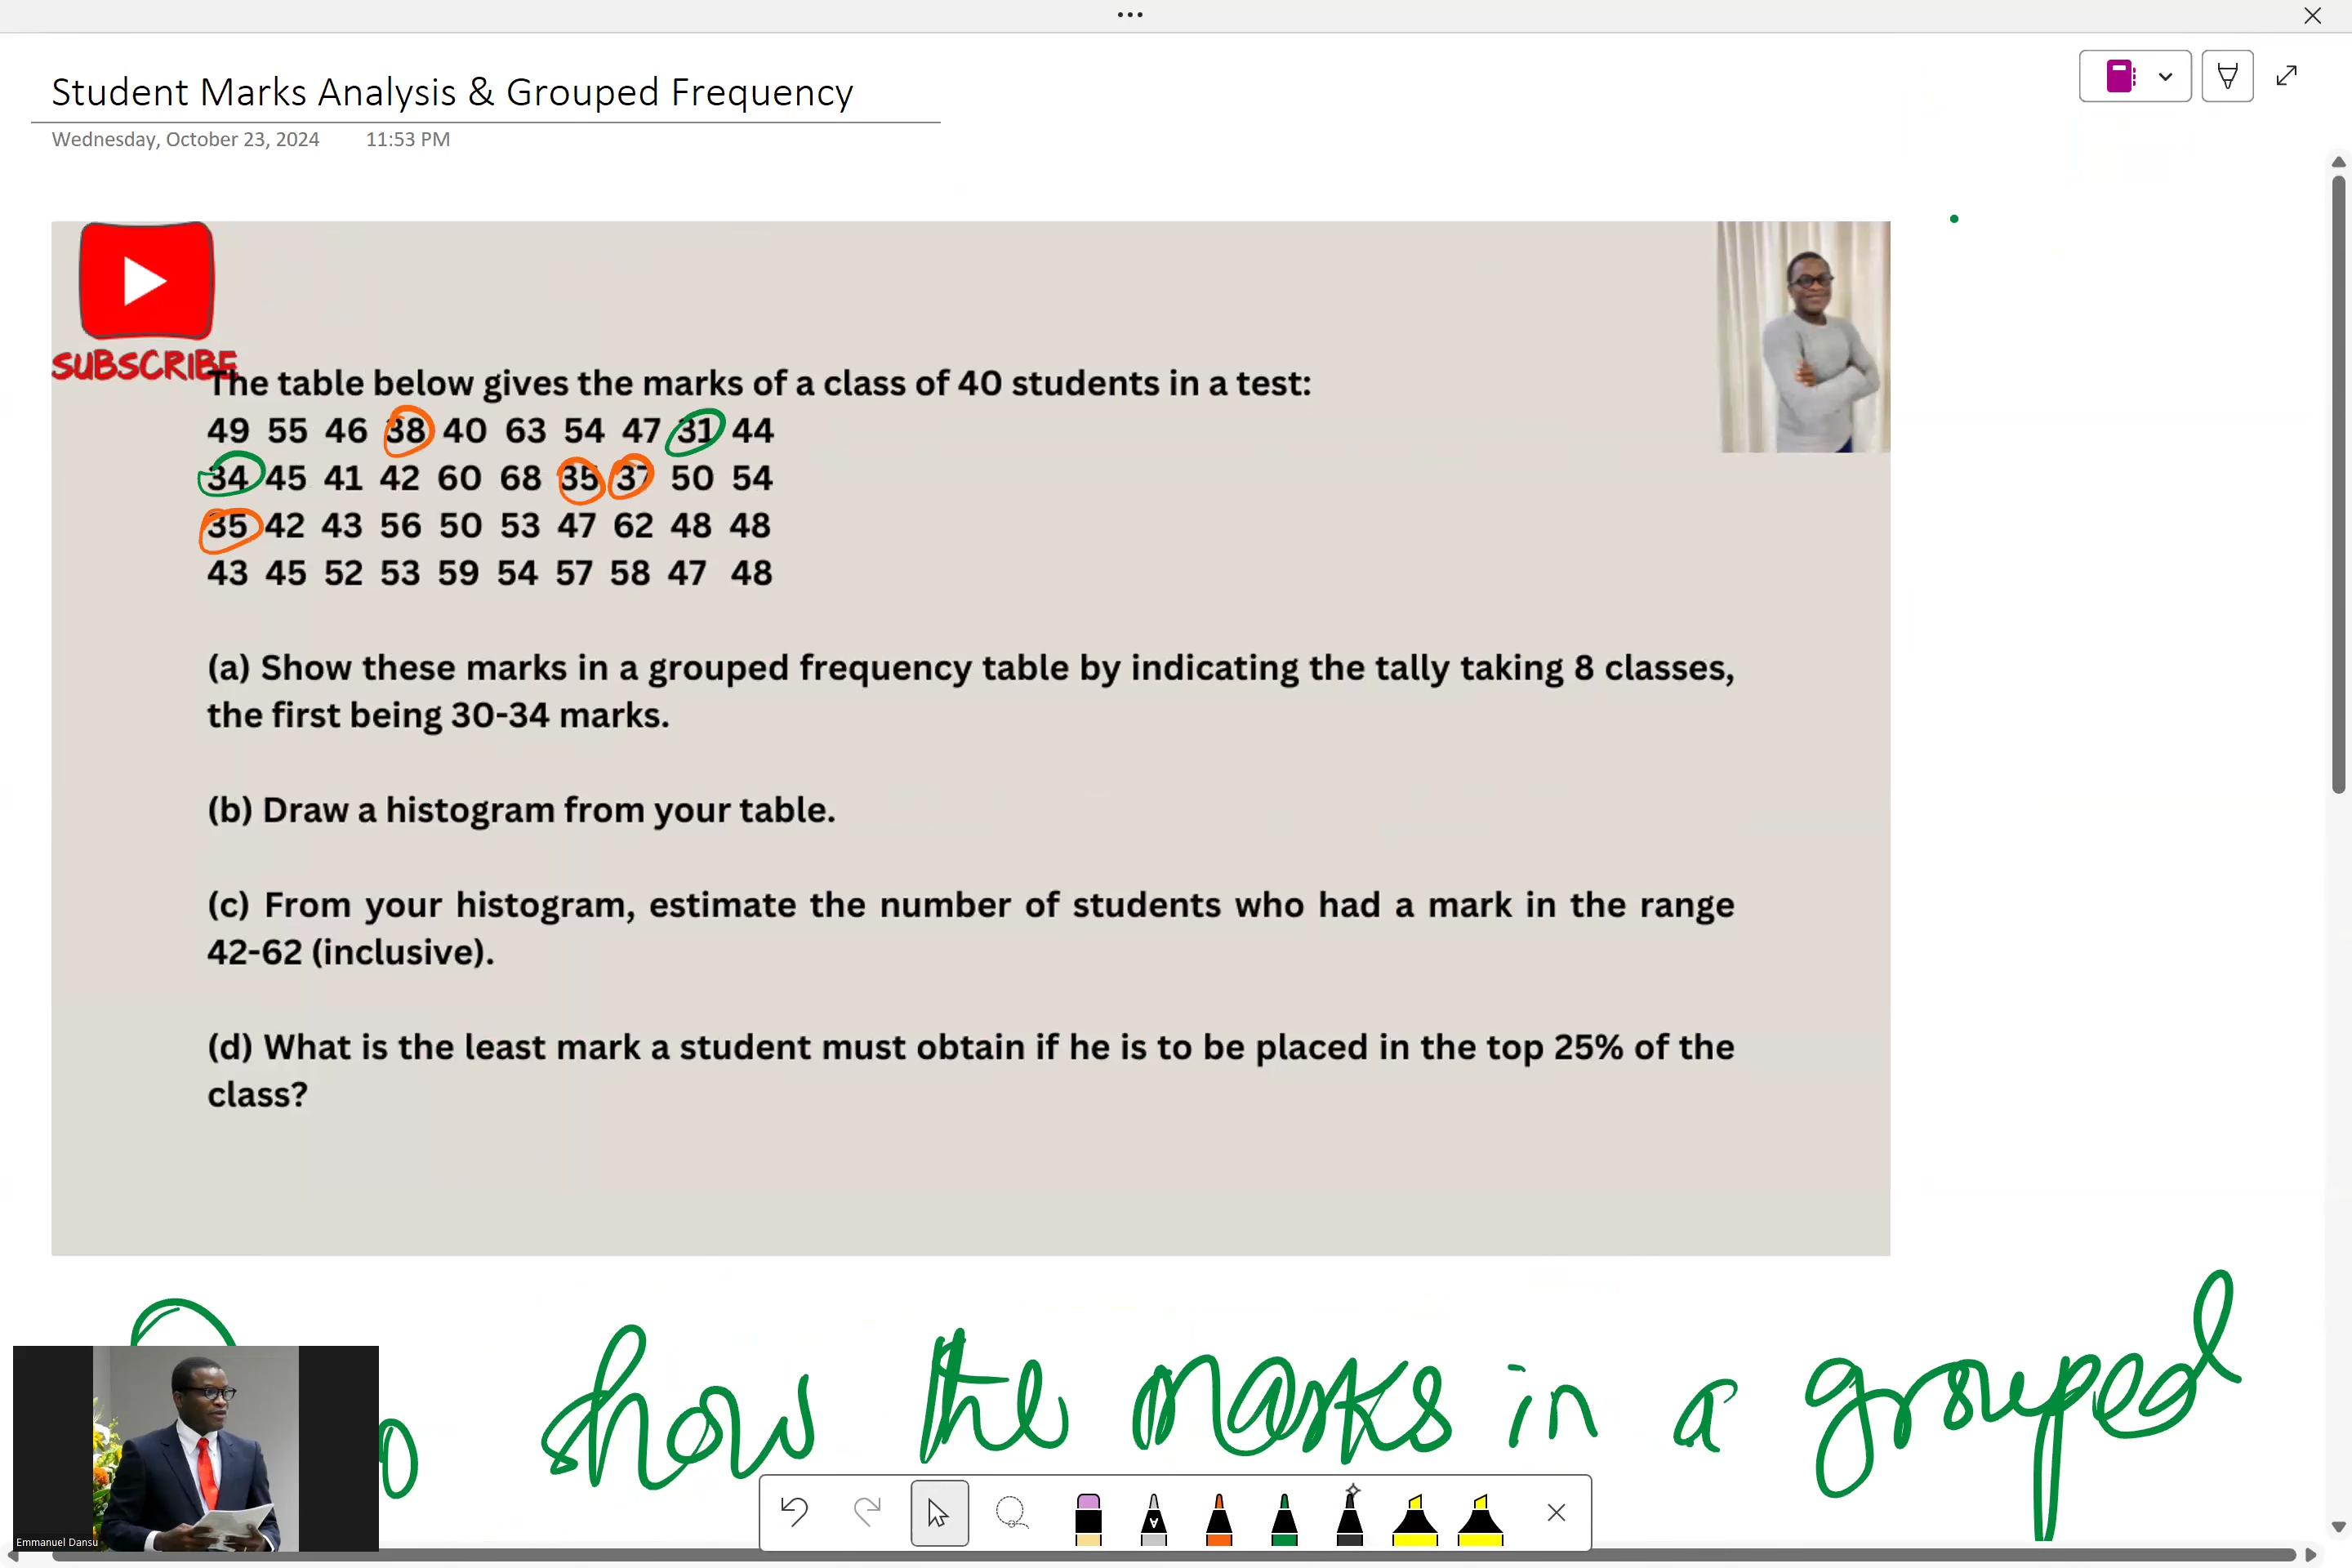 Student Marks Analysis & Grouped Frequency
Wednesday, October 23, 2024 11:53 PM
SUBSCRIBE
The table below gives the marks of a class of 40 students in a test:
49 55 46 38 40 63 54 47 31 44
34 45 41 42 60 68 35 37 50 54
35 42 43 56 50 53 47 62 48 48
43 45 52 53 59 54 57 58 47 48
(a) Show these marks in a grouped frequency table by indicating the tally taking 8 classes,
the first being 30-34 marks.
(b) Draw a histogram from your table.
(c) From your histogram, estimate the number of students who had a mark in the range
42-62 (inclusive).
(d) What is the least mark a student must obtain if he is to be placed in the top 25% of the
class?
show the marks in a grouped
Emmanuel Dansu